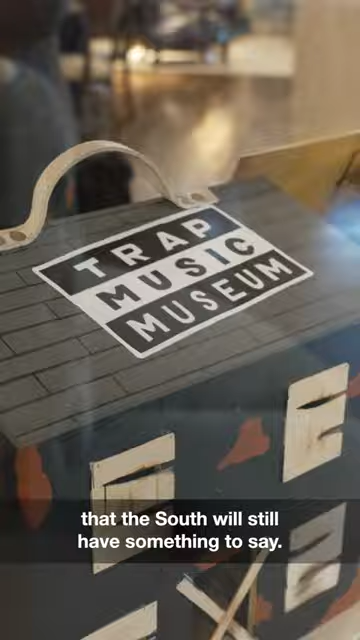 TRAP
MUSIC
MUSEUM
that the South will still
have something to say.